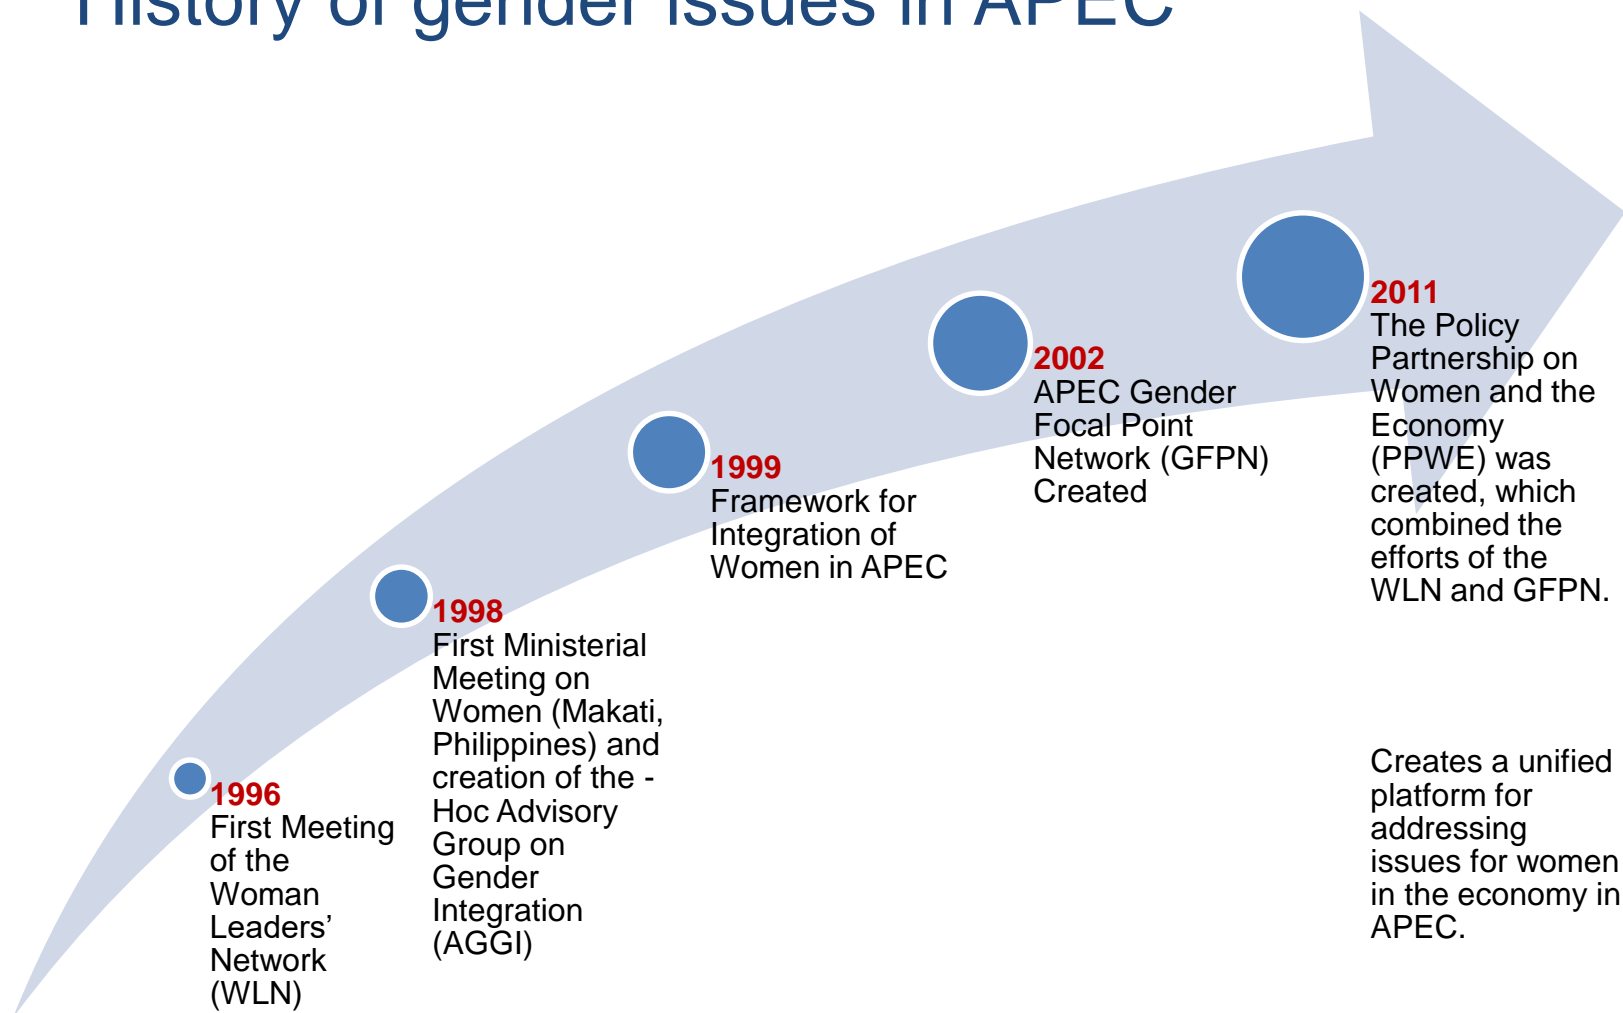 History of gender issues in APEC
1996
First Meeting
of the
Woman
Leaders’
Network
(WLN)
1998
First Ministerial
Meeting on
Women (Makati,
Philippines) and
creation of the -
Hoc Advisory
Group on
Gender
Integration
(AGGI)
1999
Framework for
Integration of
Women in APEC
2002
APEC Gender
Focal Point
Network (GFPN)
Created
2011
The Policy
Partnership on
Women and the
Economy
(PPWE) was
created, which
combined the
efforts of the
WLN and GFPN.
Creates a unified
platform for
addressing
issues for women
in the economy in
APEC.